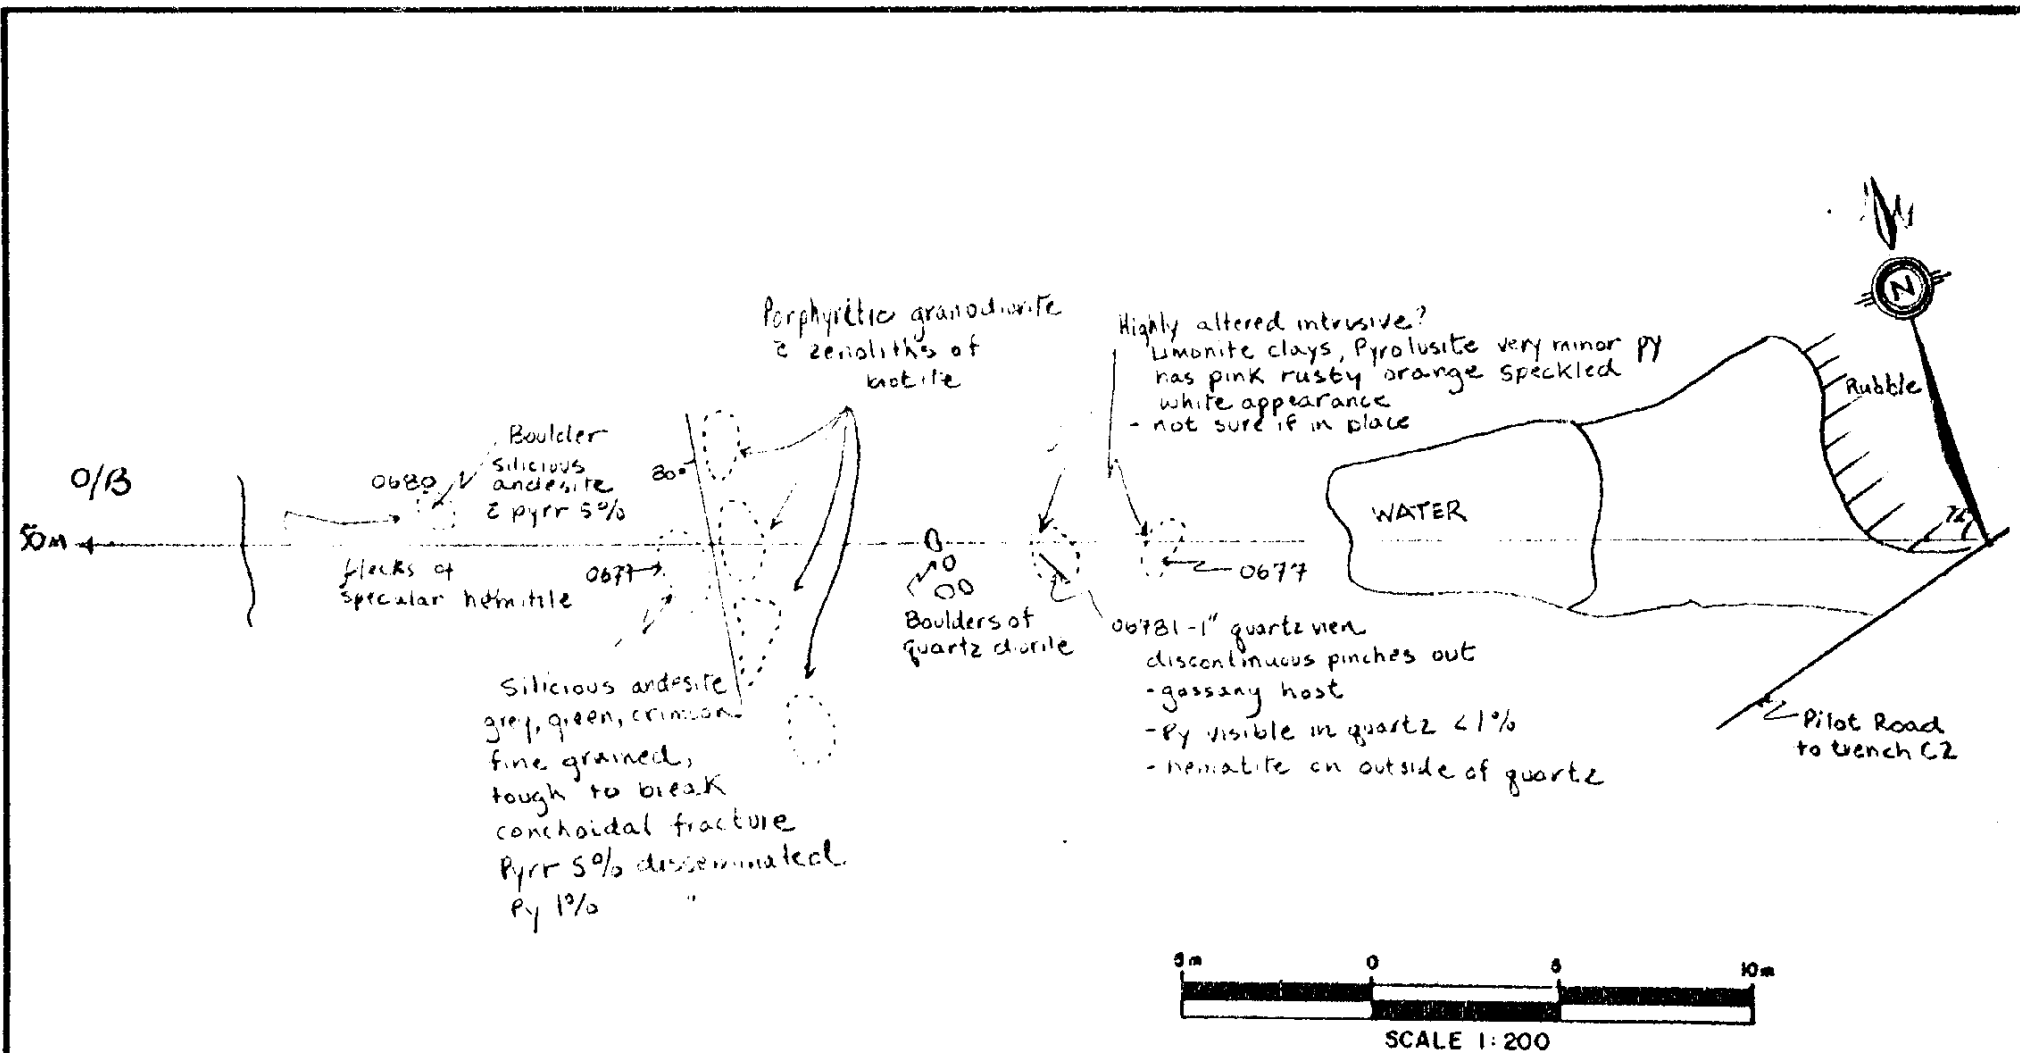 N
Rubble
Porphyritic granodiorite
c̄ zenoliths of
biotite
Highly altered intrusive?
Limonite clays, Pyrolusite very minor py
has pink rusty orange speckled
white appearance
- not sure if in place
Boulder
silicious
andesite
c̄ pyrr 5%
0680
80°
O/B
50m
WATER
flecks of
specular hemitile
0677
0677
Boulders of
quartz diorite
06781-1" quartz vien
discontinuous pinches out
- gossany host
- Py visible in quartz <1%
- hematite on outside of quartz
Silicious andesite
grey, green, crimson
fine grained,
tough to break
conchoidal fracture
Pyrr 5% disseminated
Py 1% "
Pilot Road
to trench C2
5m 0 5 10m
SCALE 1:200